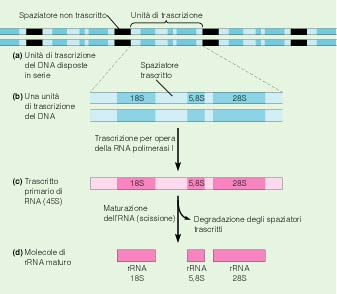 Spaziatore non trascritto
Unità di trascrizione
(a) Unità di trascrizione
del DNA disposte
in serie
Spaziatore
trascritto
(b) Una unità
di trascrizione
del DNA
18S 5,8S 28S
Trascrizione per opera
della RNA polimerasi I
(c) Trascritto
primario di
RNA (45S)
18S 5,8S 28S
Maturazione
dell'RNA (scissione)
Degradazione degli spaziatori
trascritti
(d) Molecole di
rRNA maturo
rRNA rRNA rRNA
18S 5,8S 28S